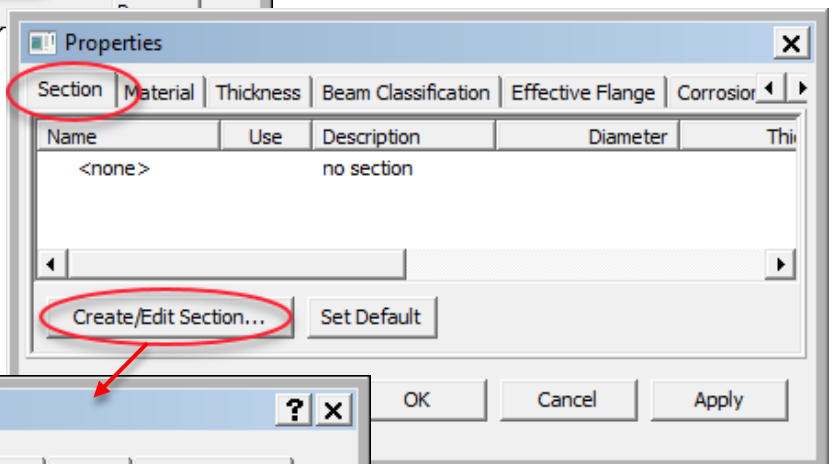 Properties
Section Material Thickness Beam Classification Effective Flange
Name Use Description Diameter
<none> no section
Create/Edit Section... Set Default
OK Cancel Apply
?